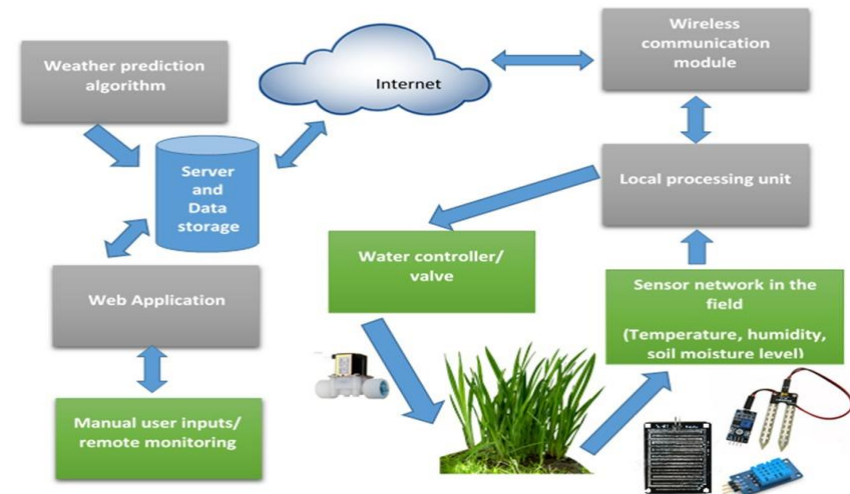 Weather prediction
algorithm
Internet
Wireless
communication
module
Server
and
Data
storage
Local processing unit
Water controller/
valve
Web Application
Sensor network in the
field
(Temperature, humidity,
soil moisture level)
Manual user inputs/
remote monitoring